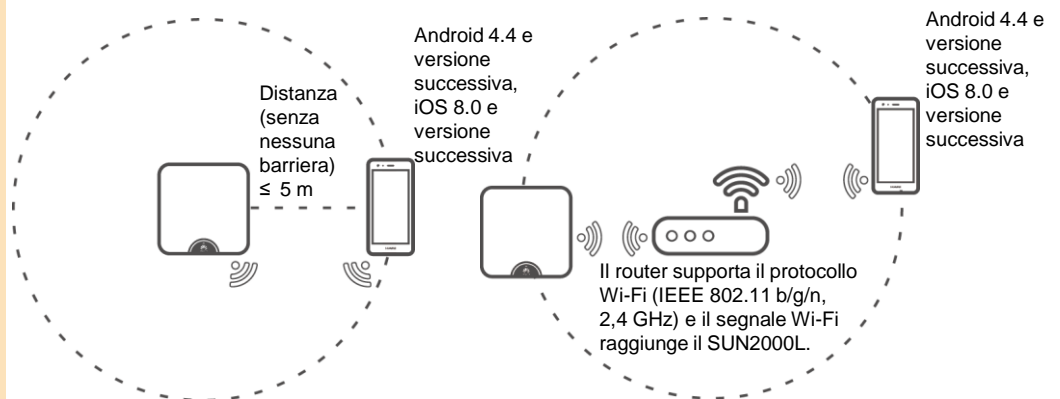 Distanza
(senza
nessuna
barriera)
≤ 5 m
Android 4.4 e
versione
successiva,
iOS 8.0 e
versione
successiva
Android 4.4 e
versione
successiva,
iOS 8.0 e
versione
successiva
Il router supporta il protocollo
Wi-Fi (IEEE 802.11 b/g/n,
2,4 GHz) e il segnale Wi-Fi
raggiunge il SUN2000L.